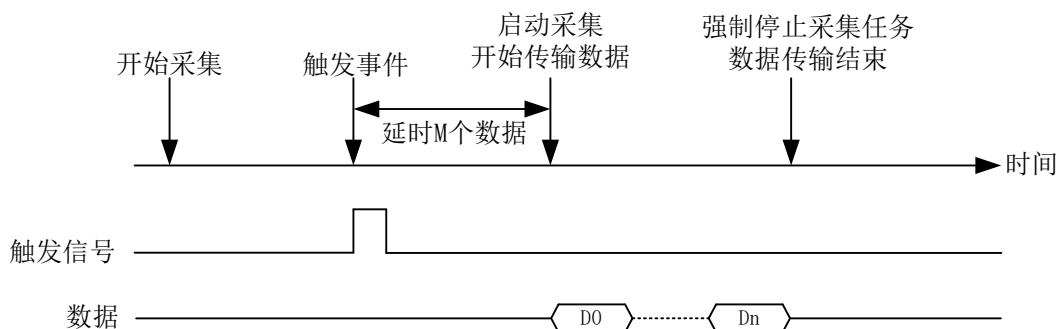 启动采集
开始传输数据
强制停止采集任务
数据传输结束
开始采集
触发事件
延时M个数据
时间
触发信号
数据
D0
Dn